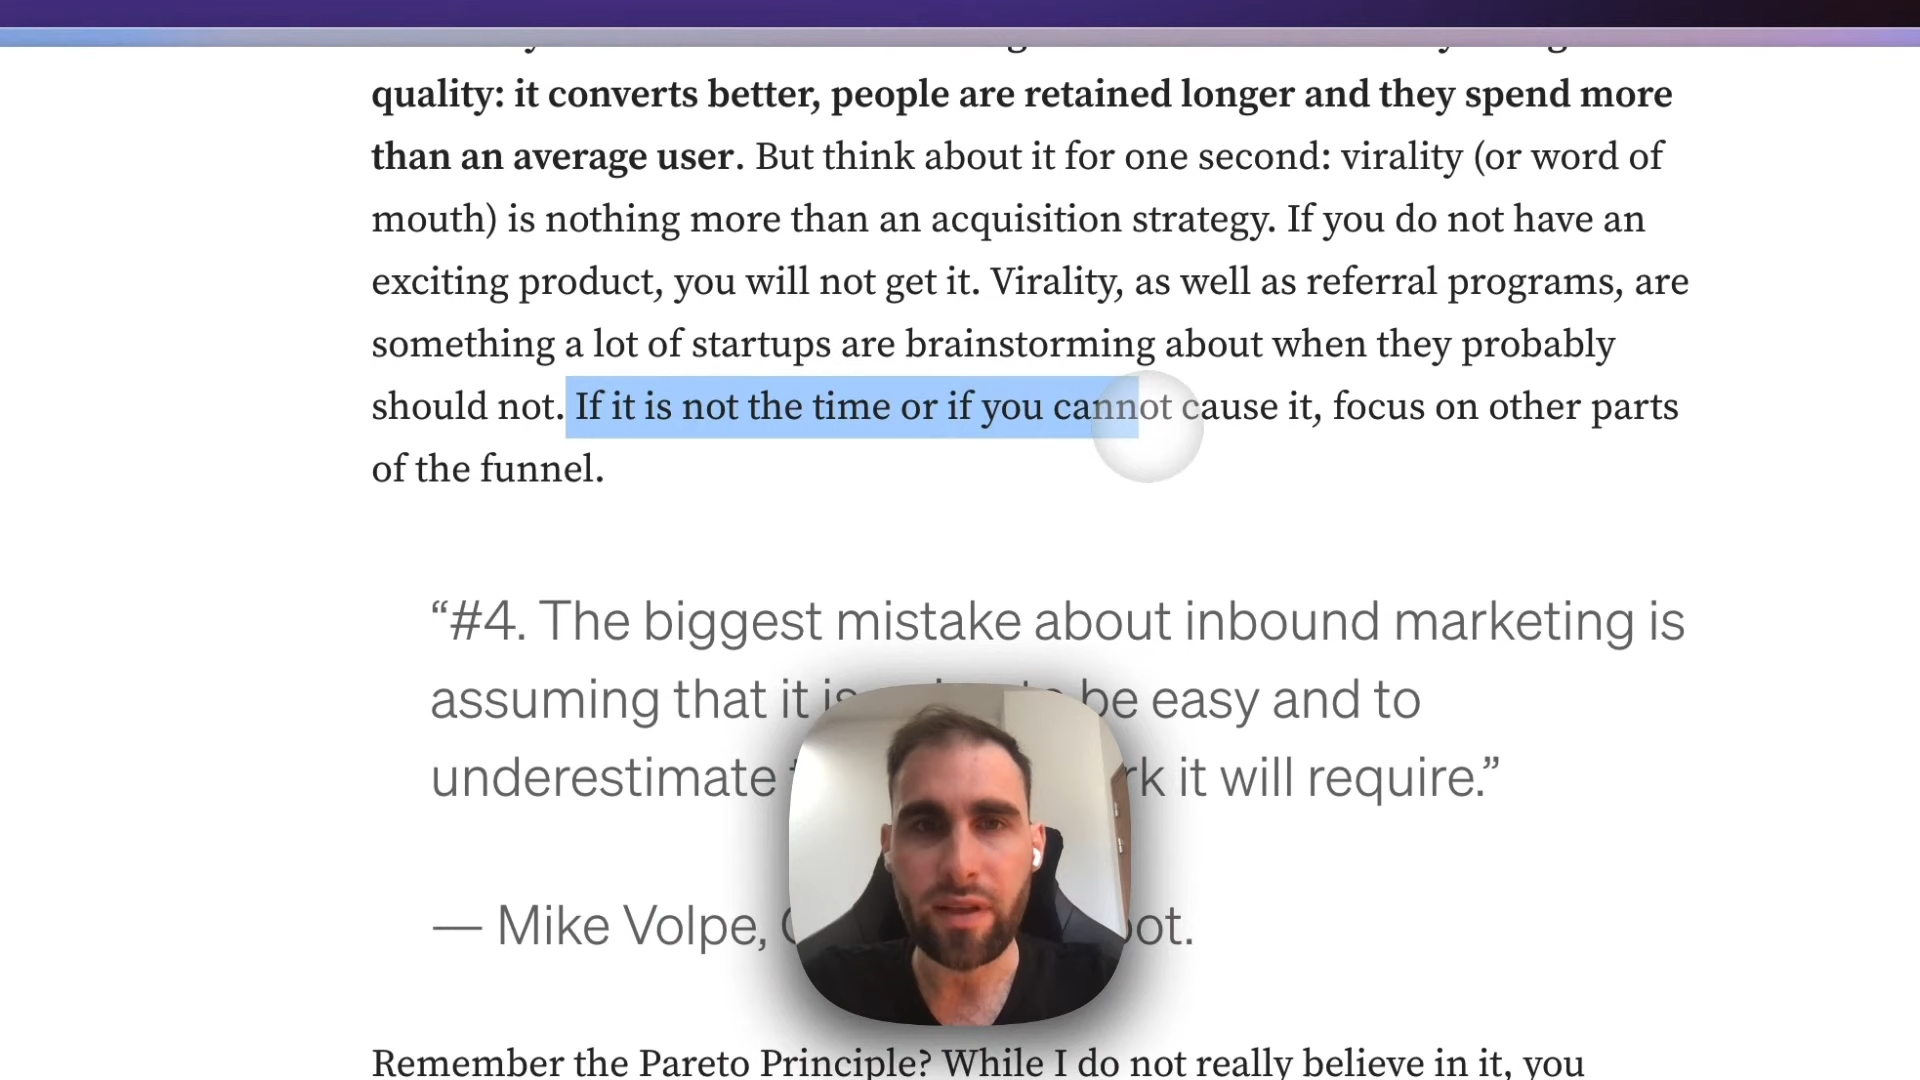 quality: it converts better, people are retained longer and they spend more
than an average user. But think about it for one second: virality (or word of
mouth) is nothing more than an acquisition strategy. If you do not have an
exciting product, you will not get it. Virality, as well as referral programs, are
something a lot of startups are brainstorming about when they probably
should not. If it is not the time or if you cannot cause it, focus on other parts
of the funnel.
“#4. The biggest mistake about inbound marketing is
assuming that it is be easy and to
underestimate it will require.”
— Mike Volpe,
Remember the Pareto Principle? While I do not really believe in it, you